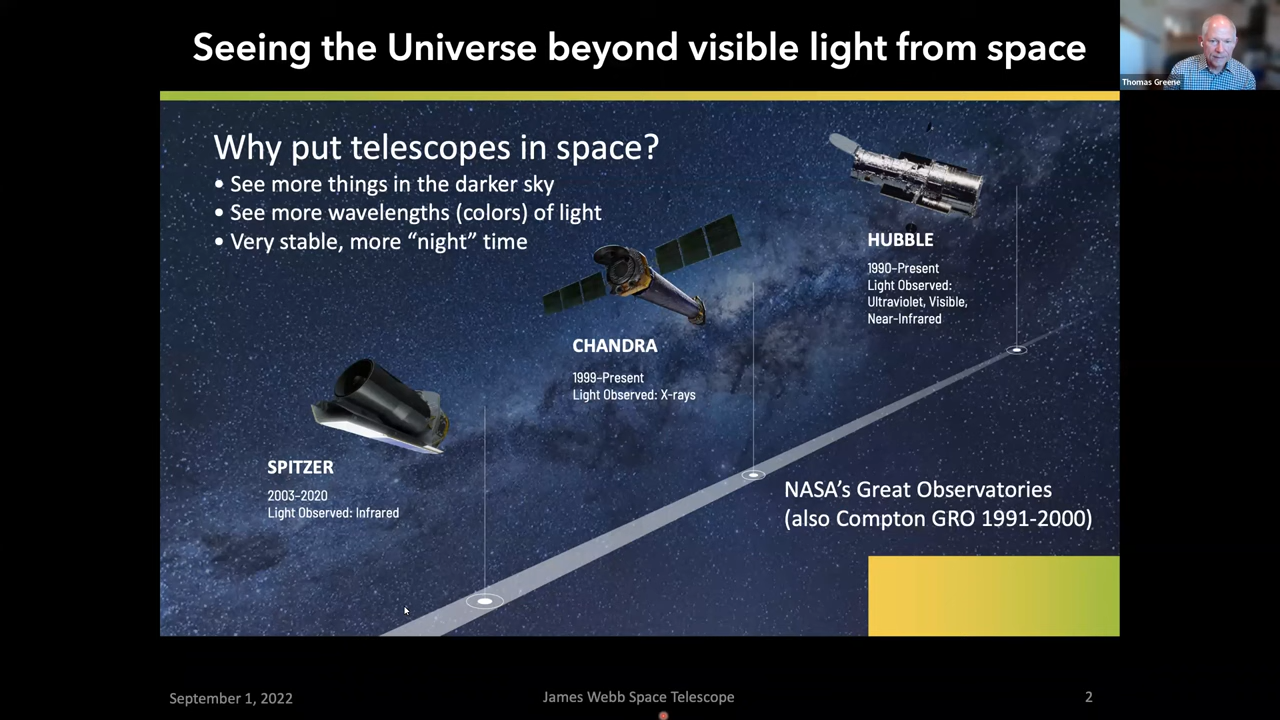 Seeing the Universe beyond visible light from space
Thomas Greene
Why put telescopes in space?
• See more things in the darker sky
• See more wavelengths (colors) of light
• Very stable, more “night” time
HUBBLE
1990-Present
Light Observed:
Ultraviolet, Visible,
Near-Infrared
CHANDRA
1999-Present
Light Observed: X-rays
SPITZER
2003-2020
Light Observed: Infrared
NASA’s Great Observatories
(also Compton GRO 1991-2000)
September 1, 2022
James Webb Space Telescope
2